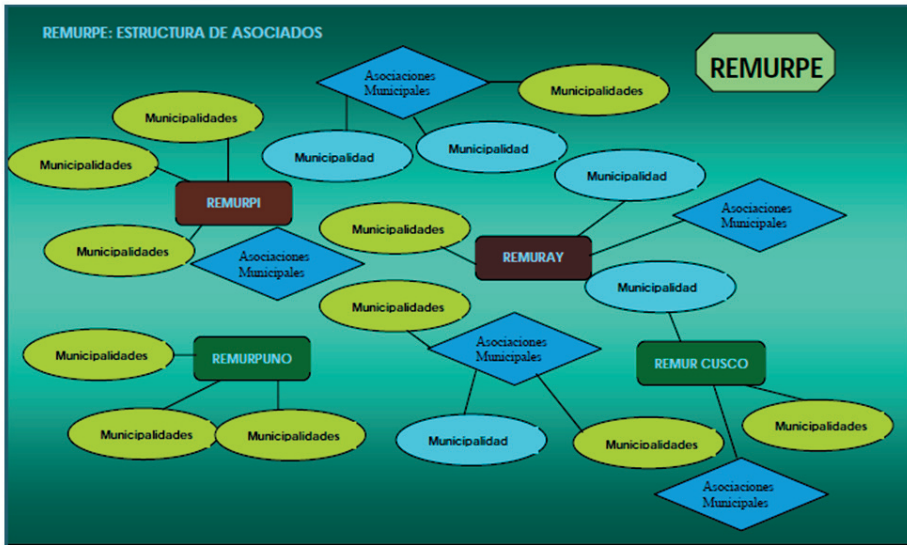 REMURPE: ESTRUCTURA DE ASOCIADOS
REMURPE
Asociaciones
Municipales
Municipalidades
Municipalidades
Municipalidad
Municipalidad
Municipalidades
Municipalidad
REMURPI
Municipalidades
Asociaciones
Municipales
Municipalidades
REMURAY
Asociaciones
Municipales
Municipalidad
Municipalidades
Asociaciones
Municipales
Municipalidades
REMURPUNO
REMUR CUSCO
Municipalidades
Municipalidades
Municipalidad
Municioalidades
Municipalidades
Asociaciones
Municipales